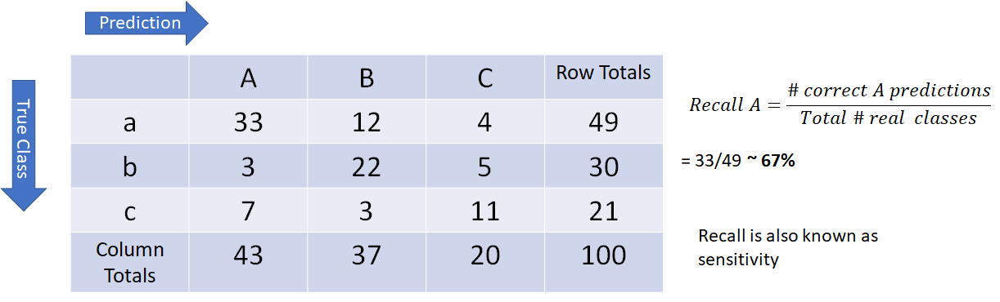 Prediction
True Class
A B C Row Totals
a 33 12 4 49
b 3 22 5 30
c 7 3 11 21
Column
Totals
43 37 20 100
Recall A = # correct A predictions
Total # real classes
= 33/49 ~ 67%
Recall is also known as
sensitivity